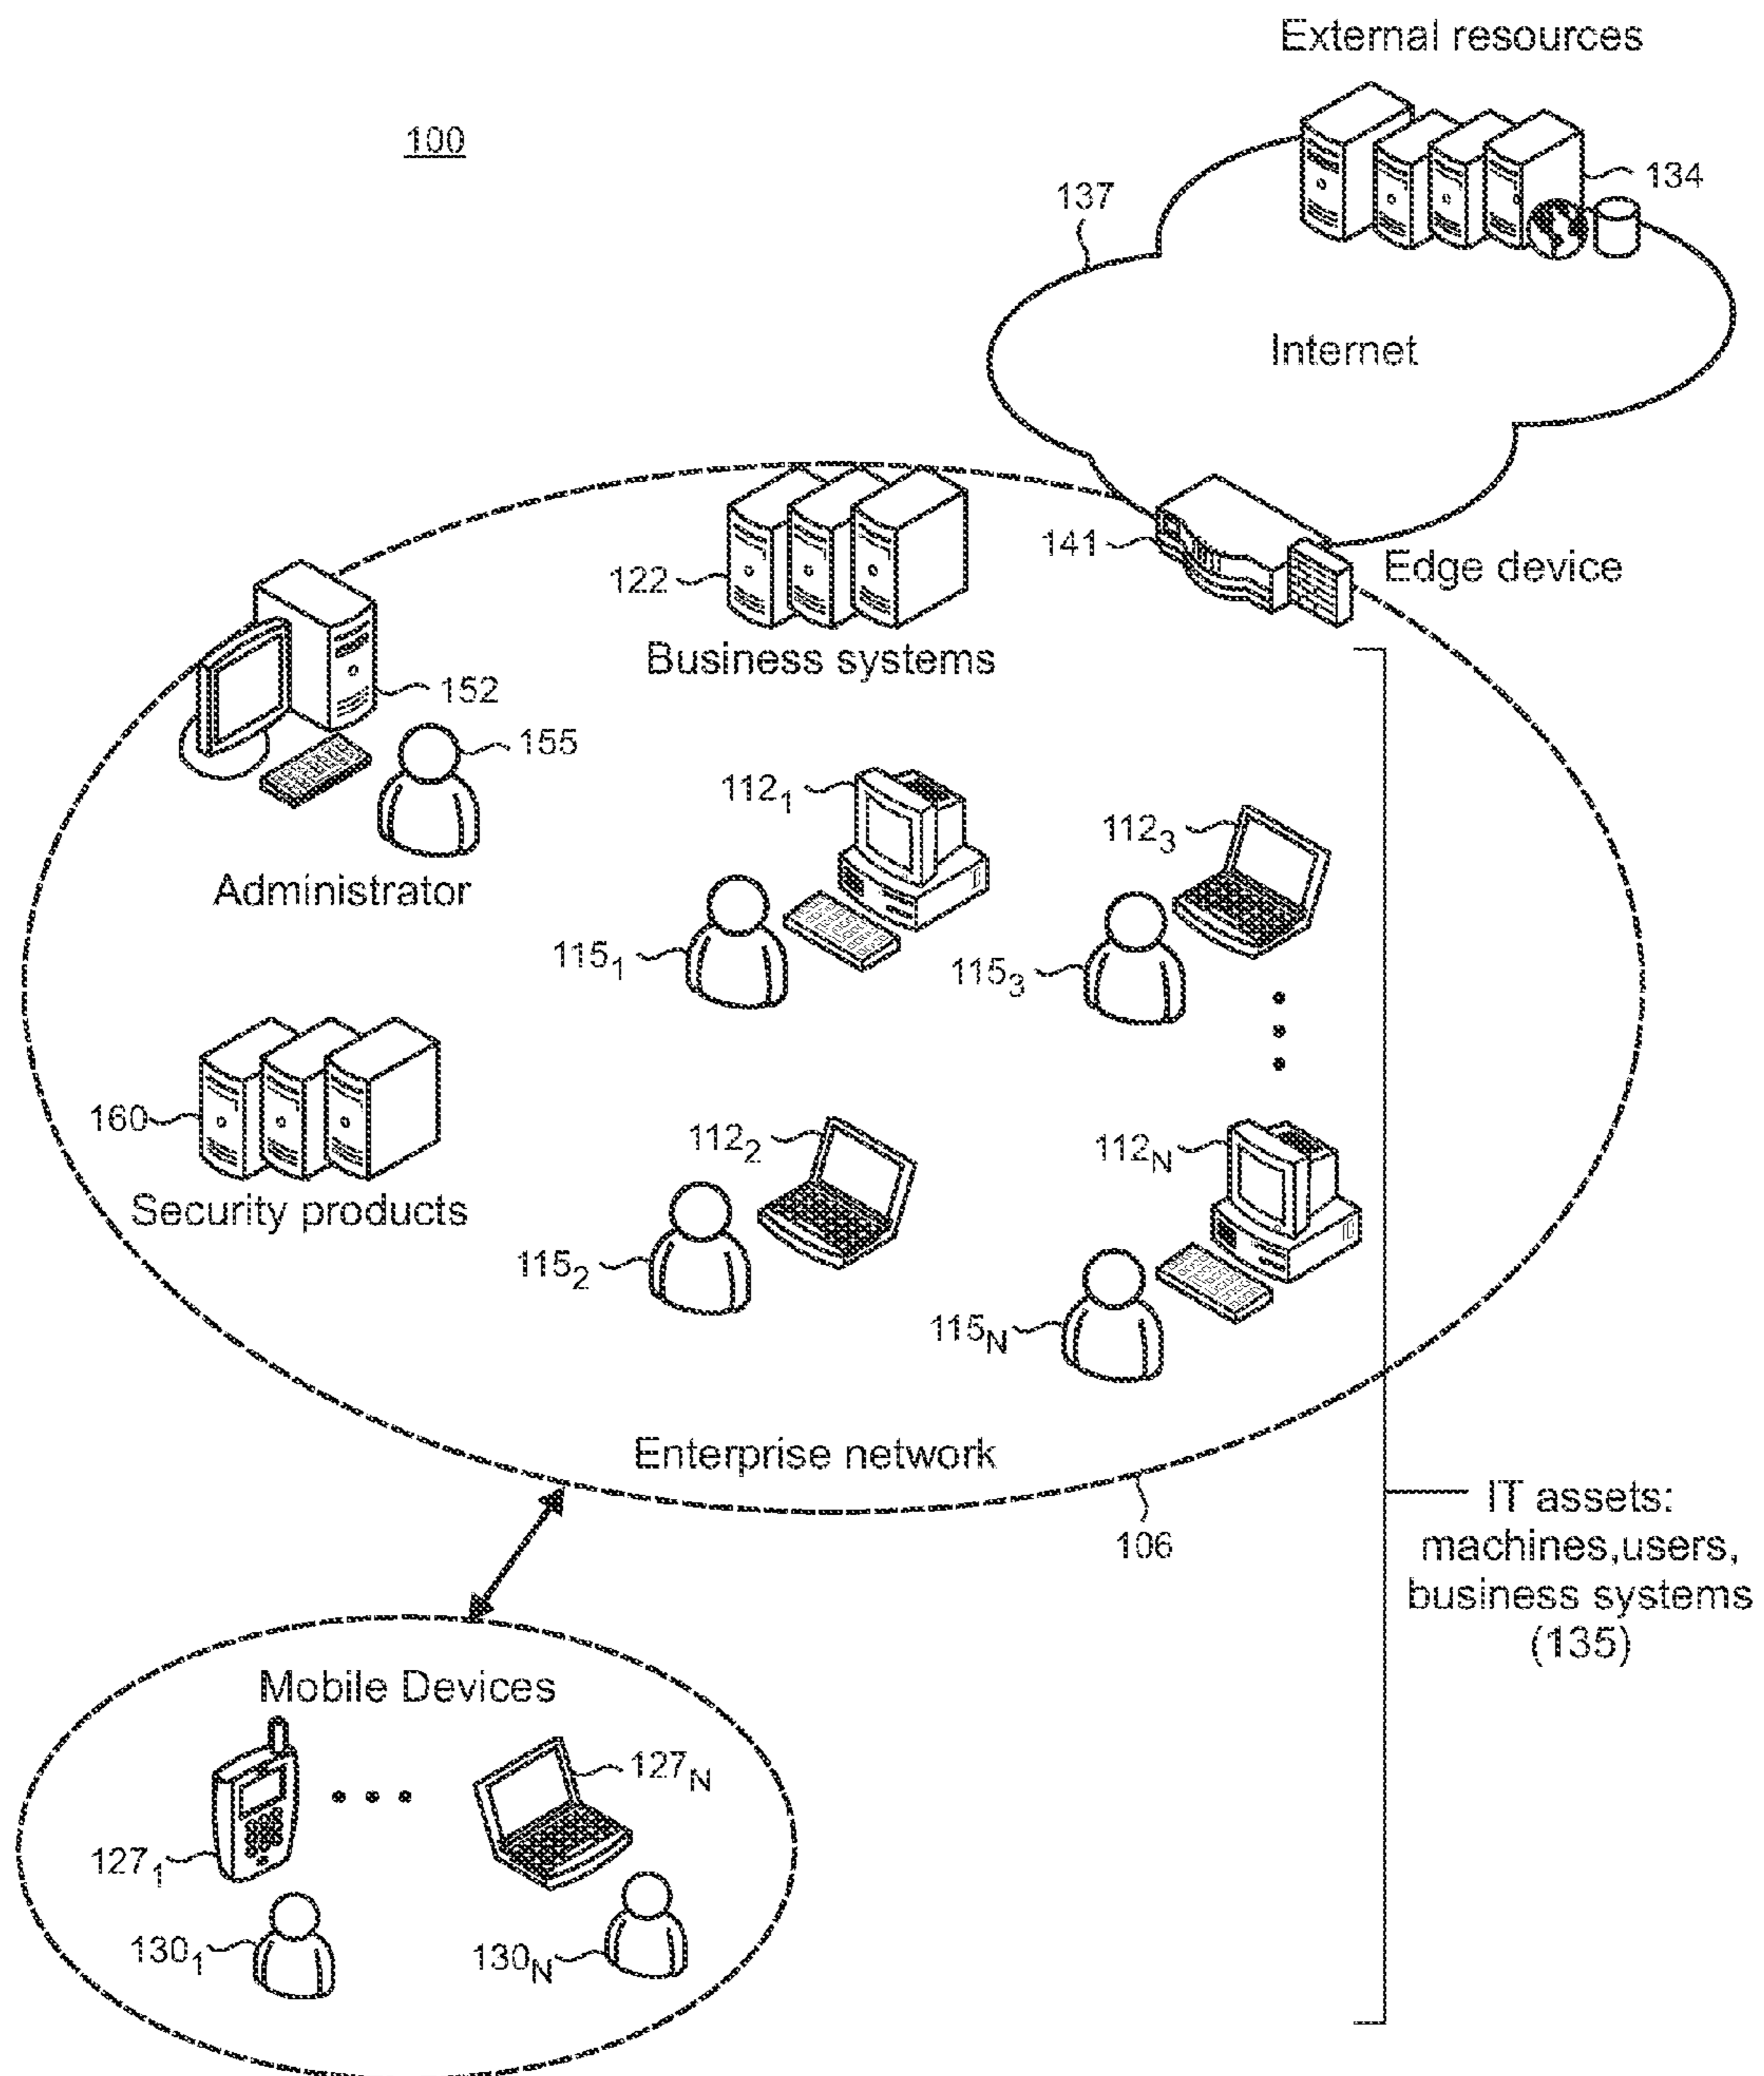 External resources
100
134
137
Internet
141
Edge device
122
Business systems
152
155
Administrator
112₁
112₃
115₁
115₃
160
Security products
112₂
112N
115₂
115N
Enterprise network
106
IT assets:
machines,users,
business systems
(135)
Mobile Devices
127₁
127N
130₁
130N